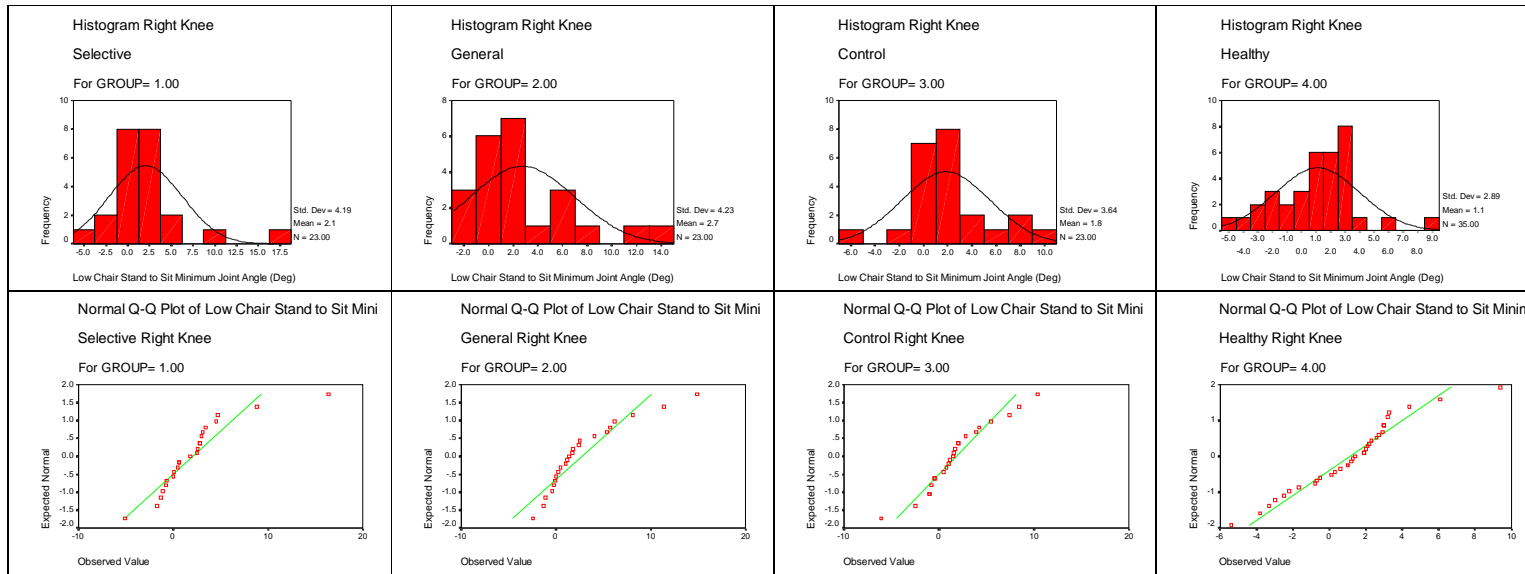 Histogram Right Knee
Selective
For GROUP= 1.00
10
8
6
4
2
0
Frequency
-5.0 -2.5 0.0 2.5 5.0 7.5 10.0 12.5 15.0 17.5
Std. Dev = 4.19
Mean = 2.1
N = 23.00
Low Chair Stand to Sit Minimum Joint Angle (Deg)
Histogram Right Knee
General
For GROUP= 2.00
8
6
4
2
0
Frequency
-2.0 0.0 2.0 4.0 6.0 8.0 10.0 12.0 14.0
Std. Dev = 4.23
Mean = 2.7
N = 23.00
Low Chair Stand to Sit Minimum Joint Angle (Deg)
Histogram Right Knee
Control
For GROUP= 3.00
10
8
6
4
2
0
Frequency
-6.0 -4.0 -2.0 0.0 2.0 4.0 6.0 8.0 10.0
Std. Dev = 3.64
Mean = 1.8
N = 23.00
Low Chair Stand to Sit Minimum Joint Angle (Deg)
Histogram Right Knee
Healthy
For GROUP= 4.00
10
8
6
4
2
0
Frequency
-5.0 -3.0 -1.0 1.0 3.0 5.0 7.0 9.0
-4.0 -2.0 0.0 2.0 4.0 6.0 8.0
Std. Dev = 2.89
Mean = 1.1
N = 35.00
Low Chair Stand to Sit Minimum Joint Angle (Deg)
Normal Q-Q Plot of Low Chair Stand to Sit Mini
Selective Right Knee
For GROUP= 1.00
2.0
1.5
1.0
.5
0.0
-.5
-1.0
-1.5
-2.0
Expected Normal
-10 0 10 20
Observed Value
Normal Q-Q Plot of Low Chair Stand to Sit Mini
General Right Knee
For GROUP= 2.00
2.0
1.5
1.0
.5
0.0
-.5
-1.0
-1.5
-2.0
Expected Normal
-10 0 10 20
Observed Value
Normal Q-Q Plot of Low Chair Stand to Sit Mini
Control Right Knee
For GROUP= 3.00
2.0
1.5
1.0
.5
0.0
-.5
-1.0
-1.5
-2.0
Expected Normal
-10 0 10 20
Observed Value
Normal Q-Q Plot of Low Chair Stand to Sit Minim
Healthy Right Knee
For GROUP= 4.00
2
1
0
-1
-2
Expected Normal
-6 -4 -2 0 2 4 6 8 10
Observed Value